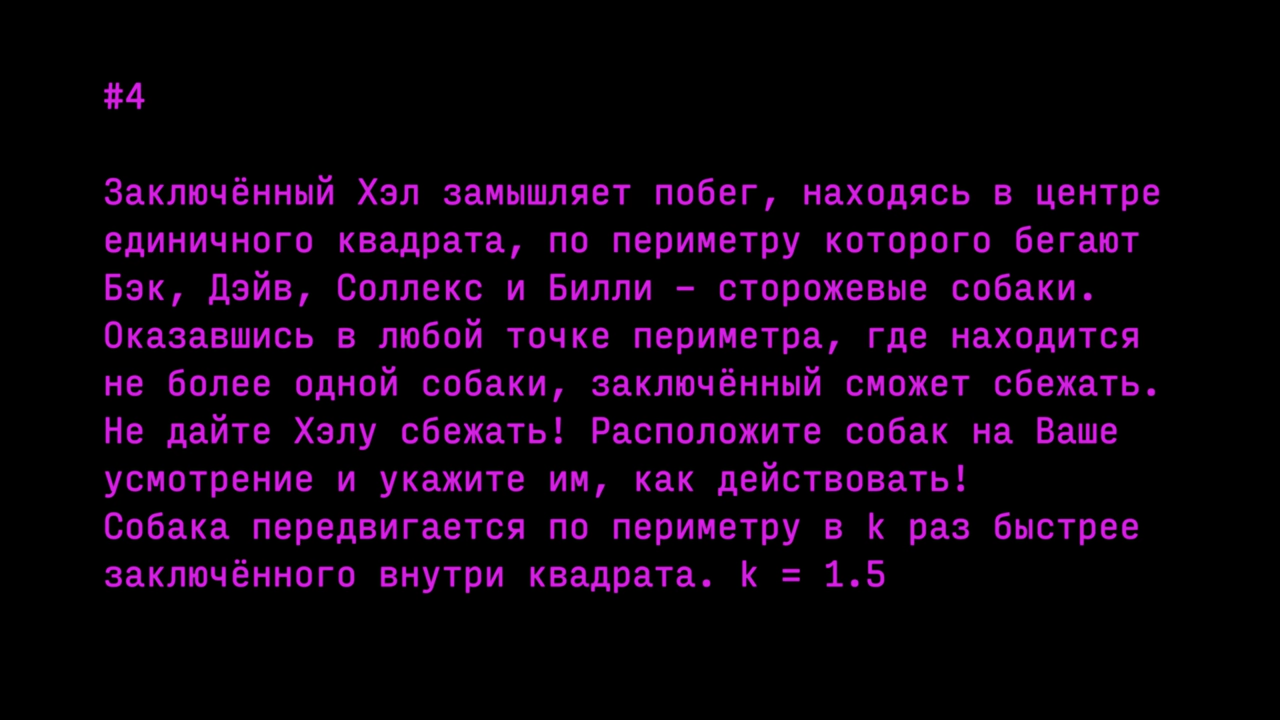 #4
Заключённый Хэл замышляет побег, находясь в центре
единичного квадрата, по периметру которого бегают
Бэк, Дэйв, Соллекс и Билли – сторожевые собаки.
Оказавшись в любой точке периметра, где находится
не более одной собаки, заключённый сможет сбежать.
Не дайте Хэлу сбежать! Расположите собак на Ваше
усмотрение и укажите им, как действовать!
Собака передвигается по периметру в k раз быстрее
заключённого внутри квадрата. k = 1.5